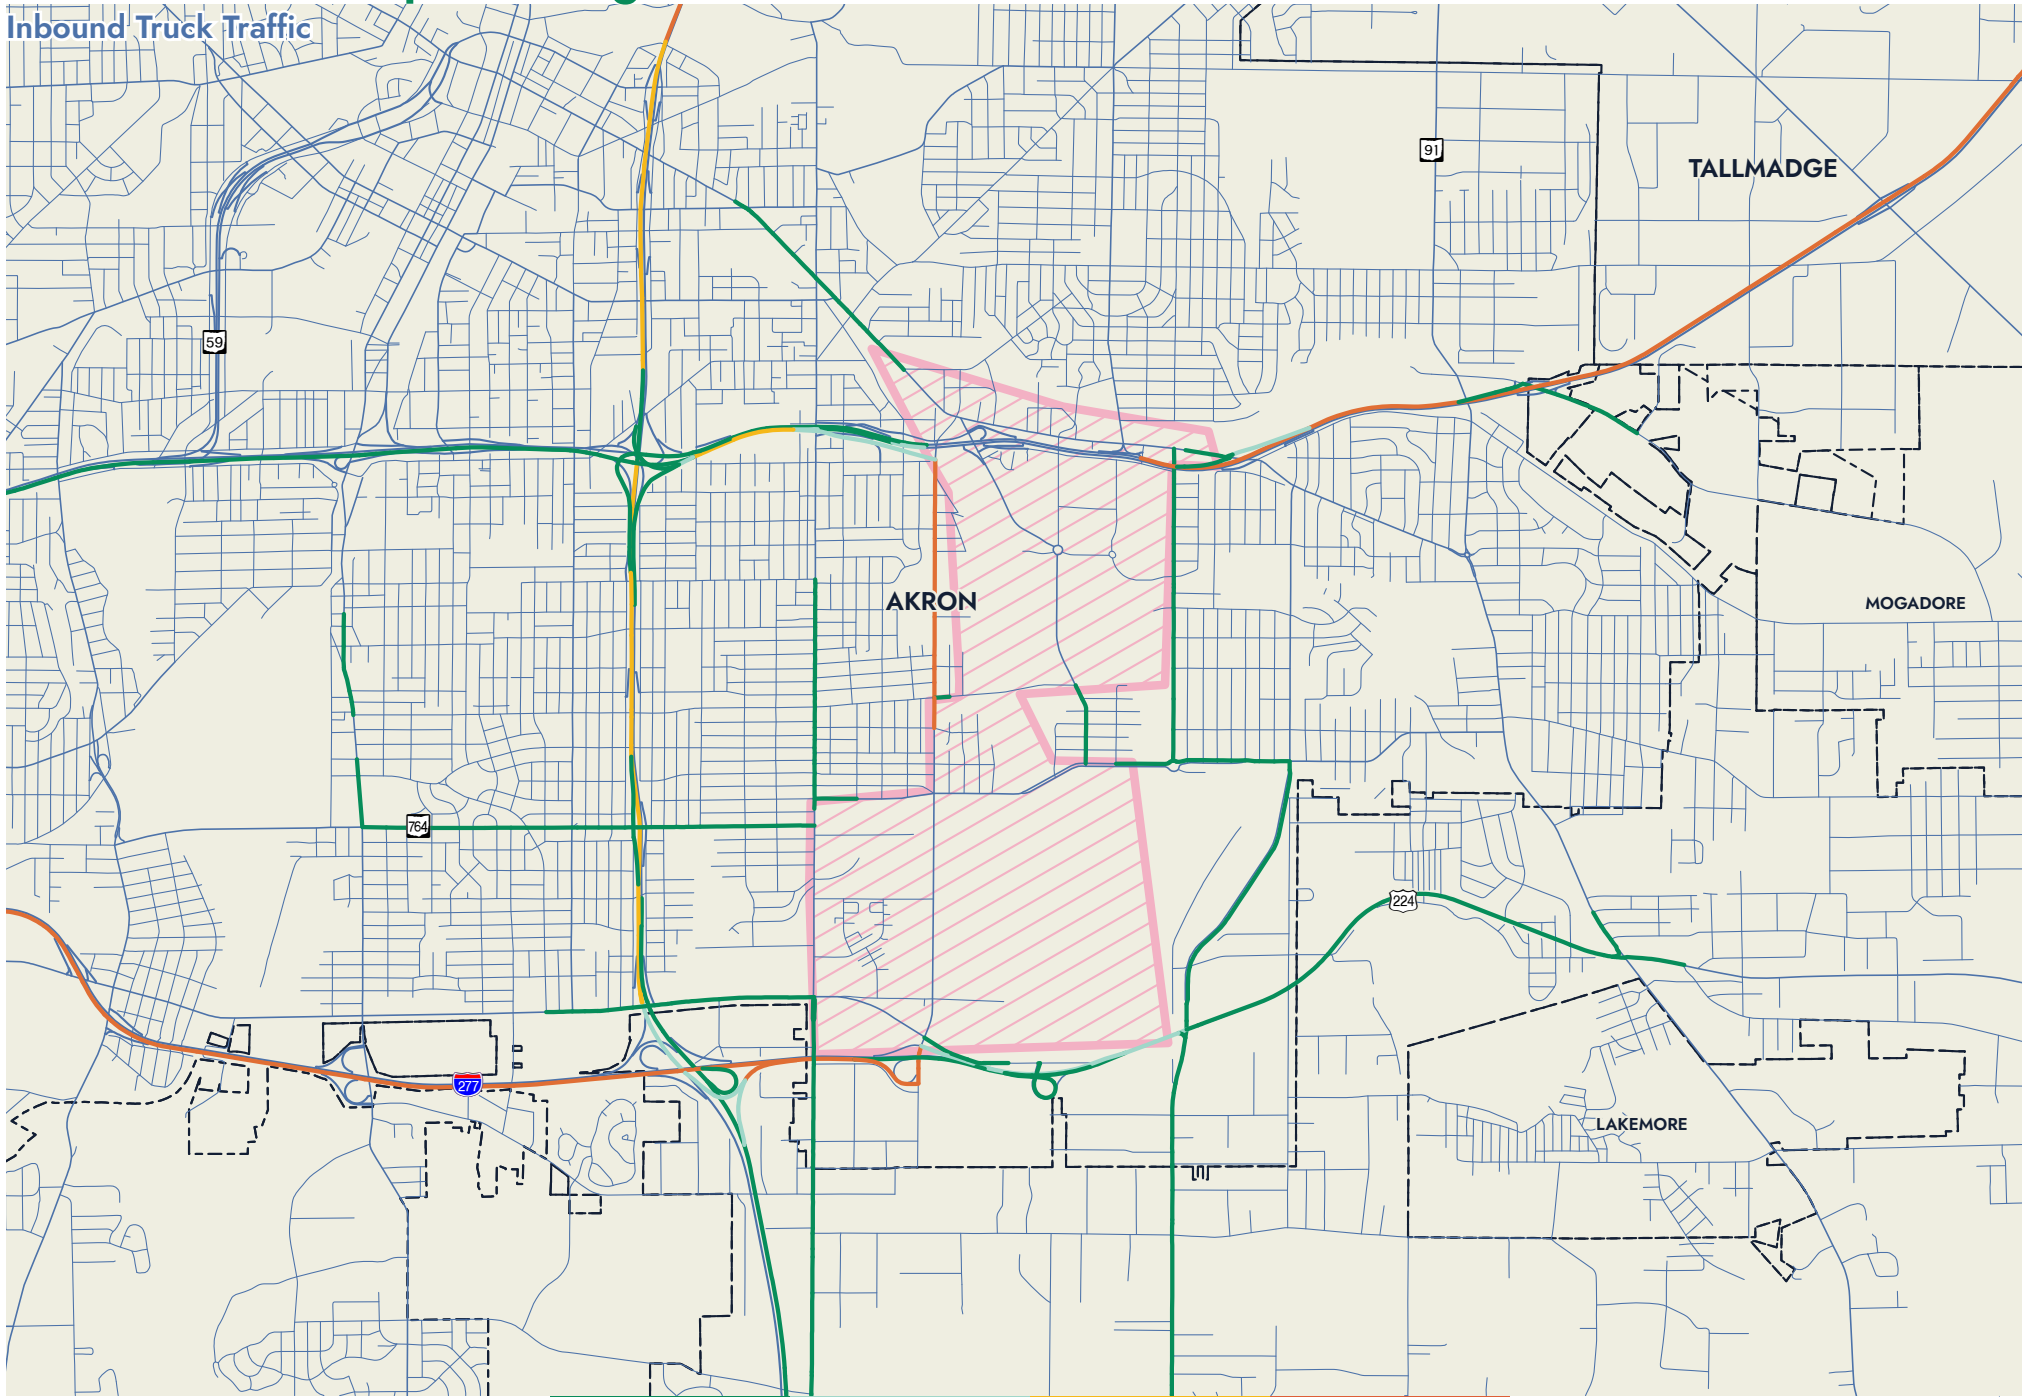 Inbound Truck Traffic
91
TALLMADGE
59
AKRON
MOGADORE
764
224
277
LAKEMORE